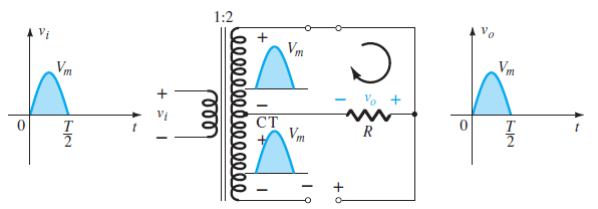 1:2
v_i
V_m
0
T/2
t
+
v_i
−
+
V_m
−
CT
+
V_m
−
− +
− v_o +
R
v_o
V_m
0
T/2
t